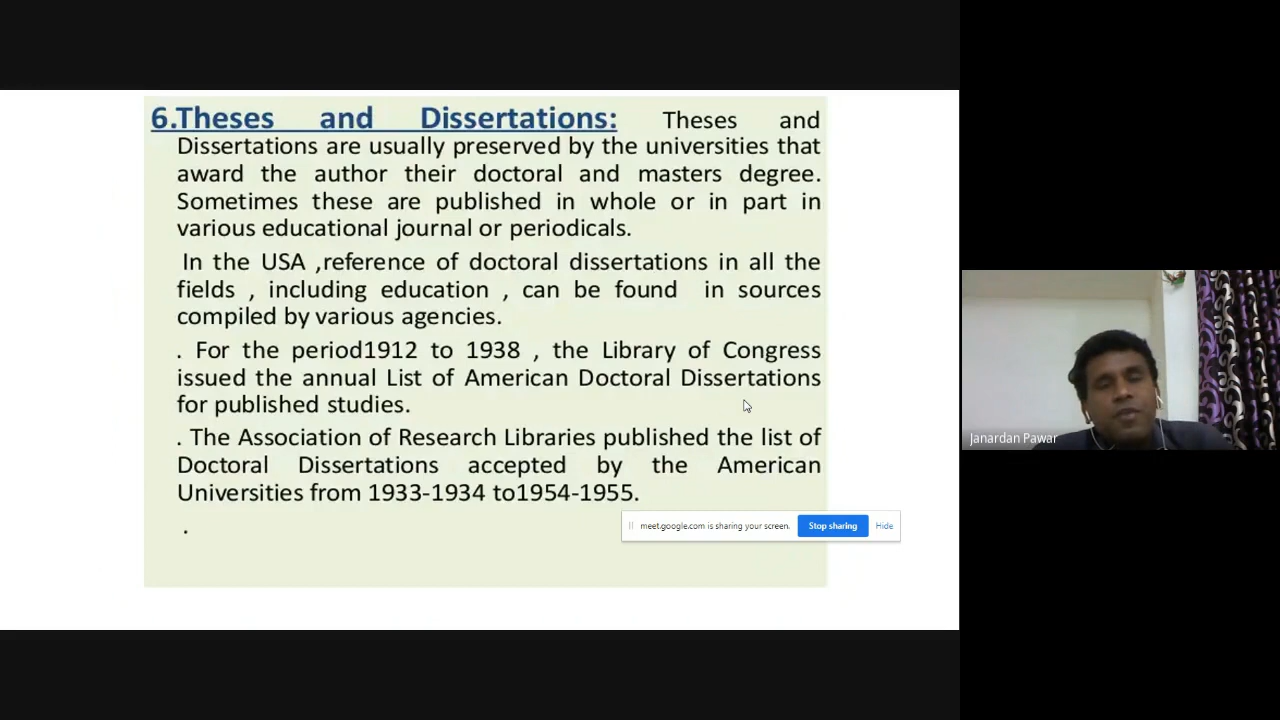 6.Theses and Dissertations: Theses and
Dissertations are usually preserved by the universities that
award the author their doctoral and masters degree.
Sometimes these are published in whole or in part in
various educational journal or periodicals.
In the USA ,reference of doctoral dissertations in all the
fields , including education , can be found in sources
compiled by various agencies.
. For the period1912 to 1938 , the Library of Congress
issued the annual List of American Doctoral Dissertations
for published studies.
. The Association of Research Libraries published the list of
Doctoral Dissertations accepted by the American
Universities from 1933-1934 to1954-1955.
.
meet.google.com is sharing your screen. Stop sharing Hide
Janardan Pawar